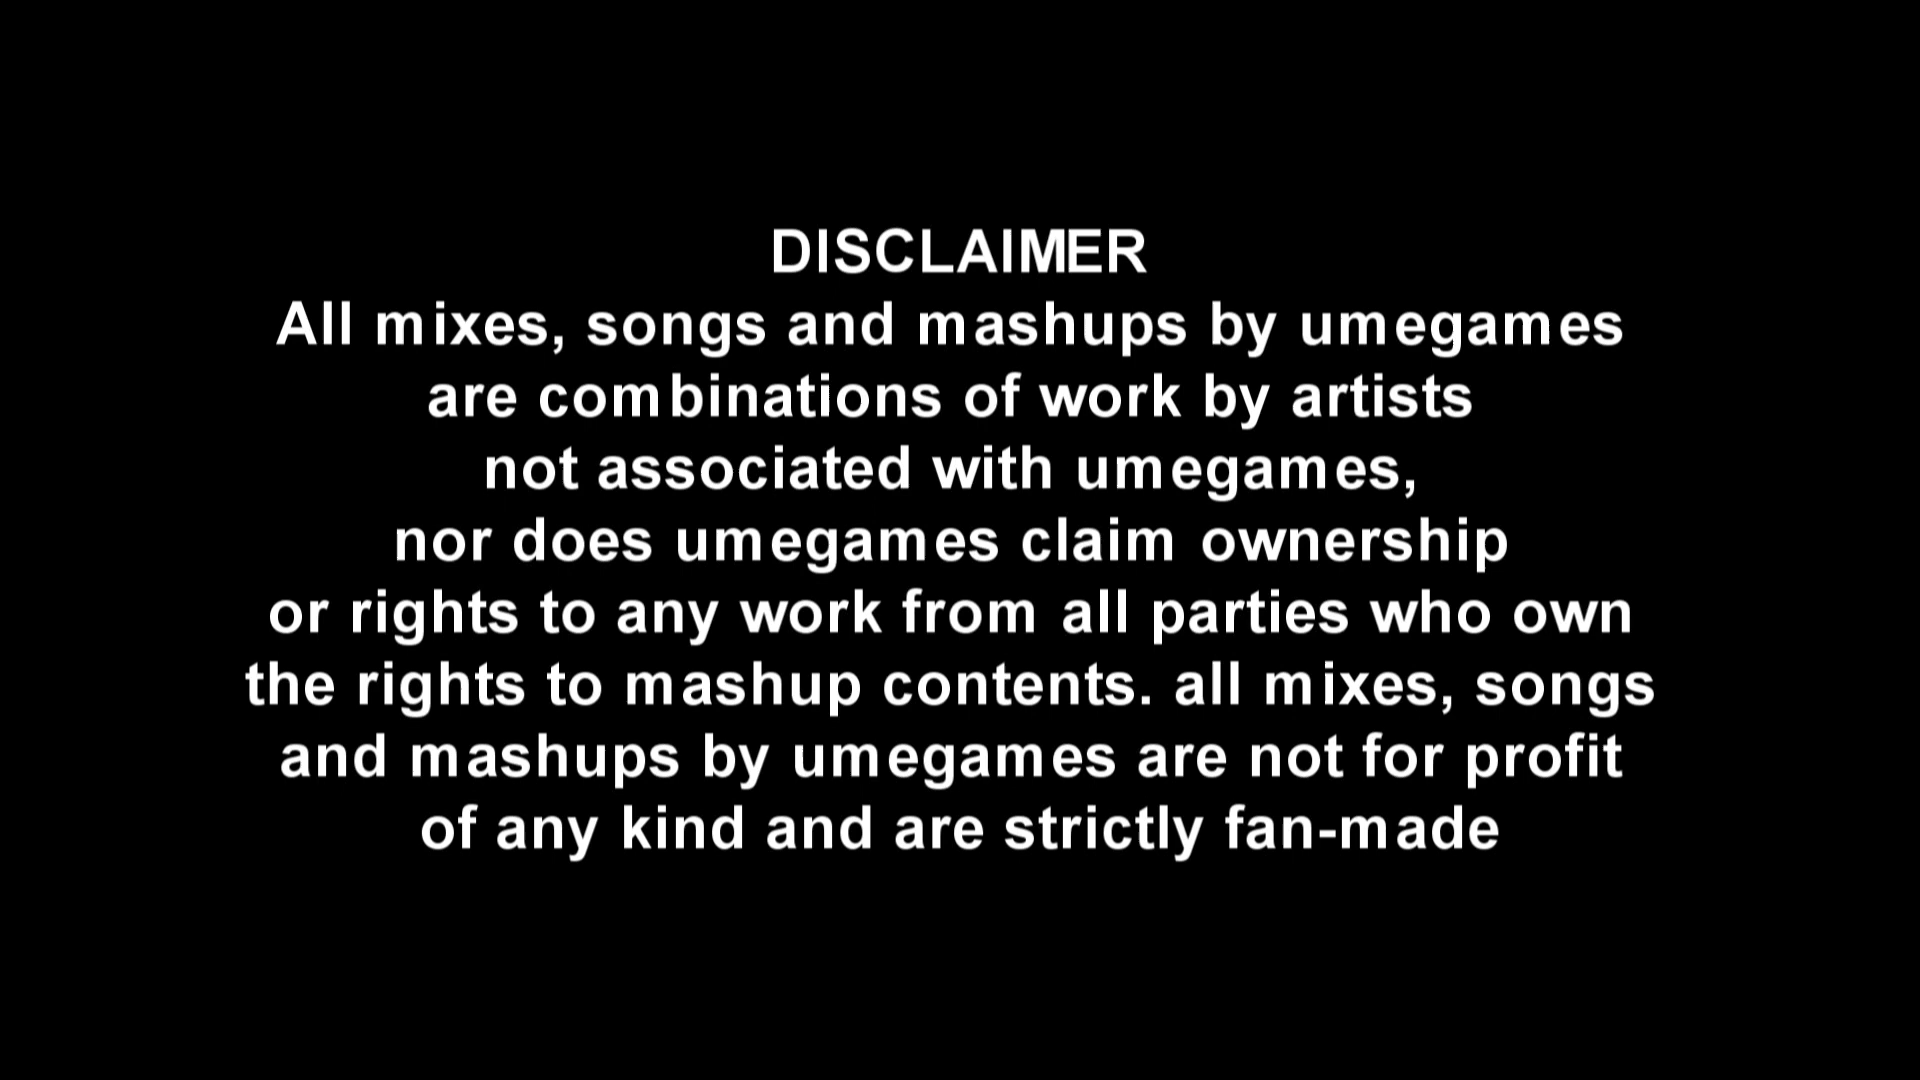 DISCLAIMER
All mixes, songs and mashups by umegames
are combinations of work by artists
not associated with umegames,
nor does umegames claim ownership
or rights to any work from all parties who own
the rights to mashup contents. all mixes, songs
and mashups by umegames are not for profit
of any kind and are strictly fan-made